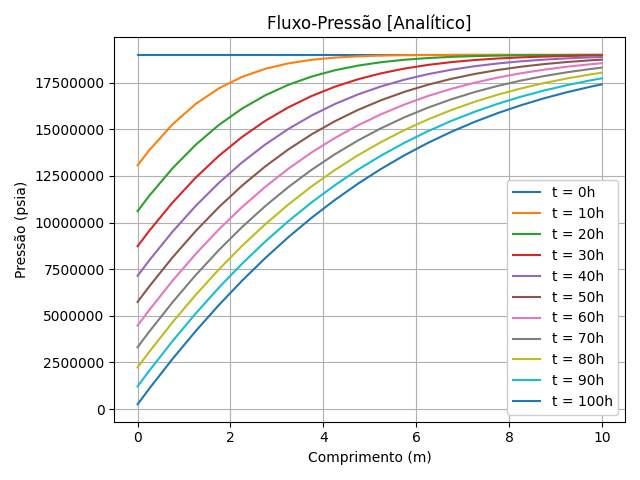 Fluxo-Pressão [Analítico]
Pressão (psia)
17500000
15000000
12500000
10000000
7500000
5000000
2500000
0
t = 0h
t = 10h
t = 20h
t = 30h
t = 40h
t = 50h
t = 60h
t = 70h
t = 80h
t = 90h
t = 100h
0 2 4 6 8 10
Comprimento (m)